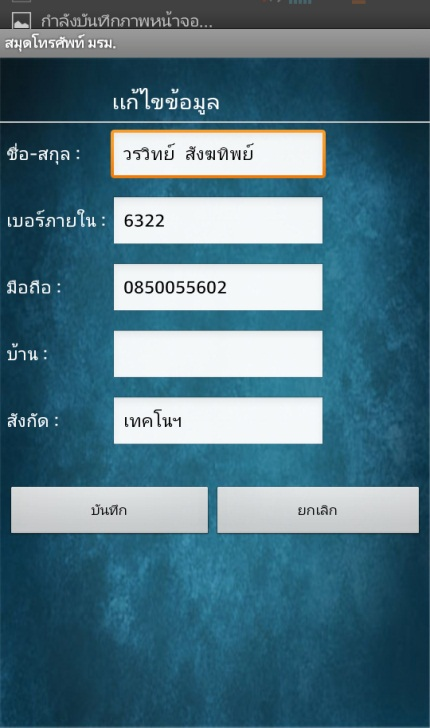 กำลังบันทึกภาพหน้าจอ...
สมุดโทรศัพท์ มรม.
แก้ไขข้อมูล
ชื่อ-สกุล : วรวิทย์ สังฆทิพย์
เบอร์ภายใน : 6322
มือถือ : 0850055602
บ้าน :
สังกัด : เทคโนฯ
บันทึก ยกเลิก